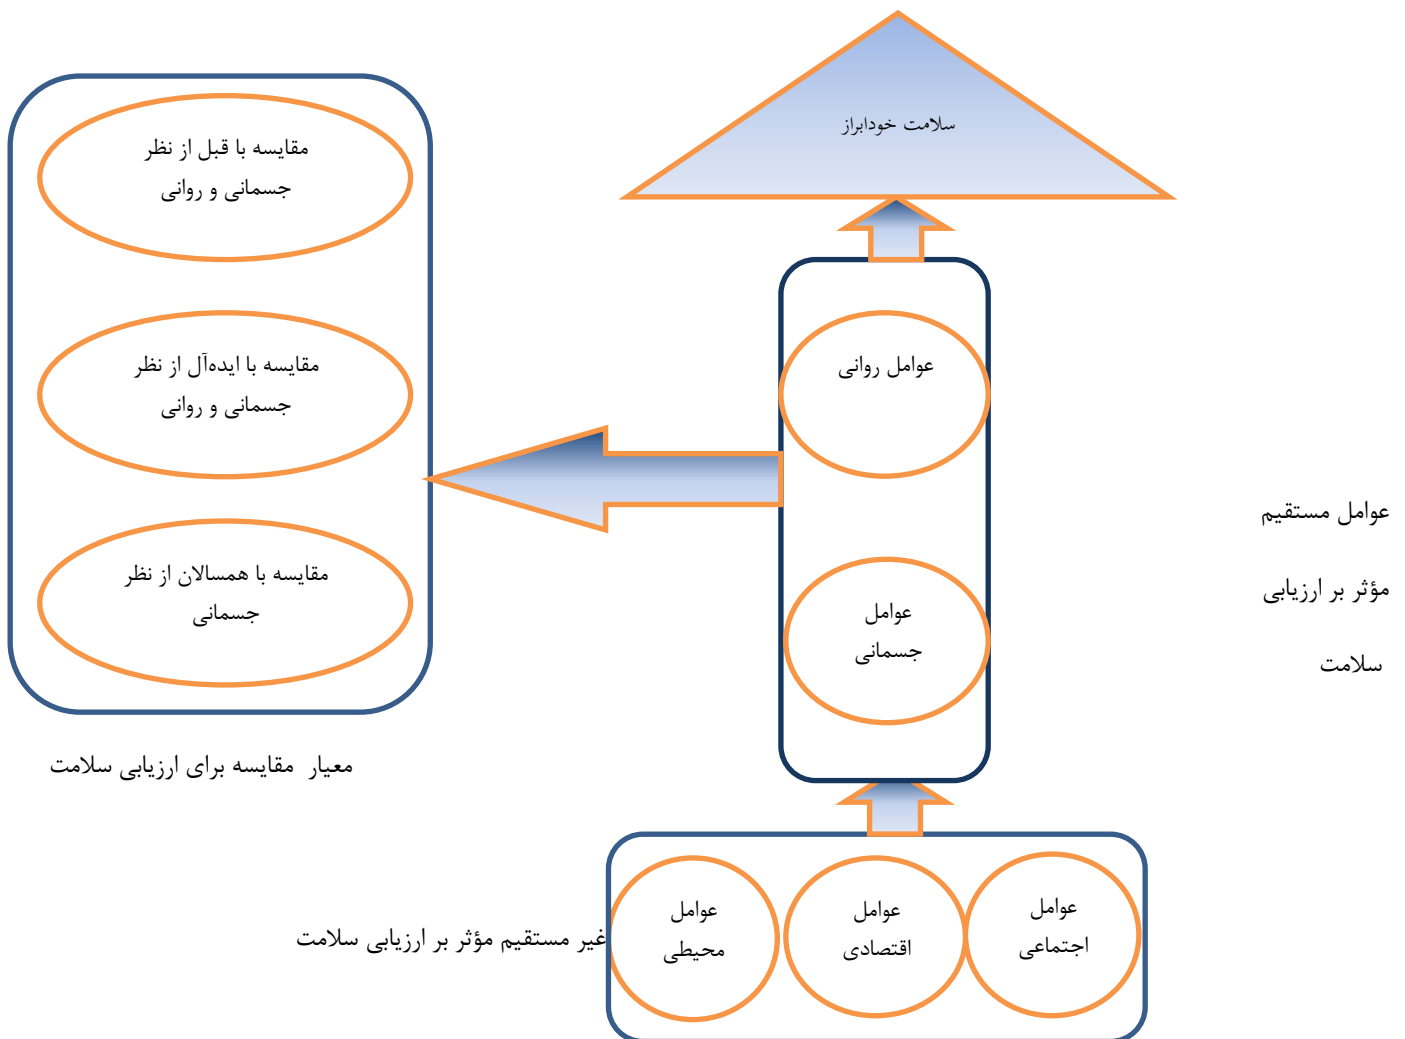 سلامت خودابراز
مقایسه با قبل از نظر
جسمانی و روانی
مقایسه با ایده‌آل از نظر
جسمانی و روانی
مقایسه با همسالان از نظر
جسمانی
معیار مقایسه برای ارزیابی سلامت
عوامل روانی
عوامل
جسمانی
عوامل مستقیم
مؤثر بر ارزیابی
سلامت
عوامل
اجتماعی
عوامل
اقتصادی
عوامل
محیطی
غیر مستقیم مؤثر بر ارزیابی سلامت